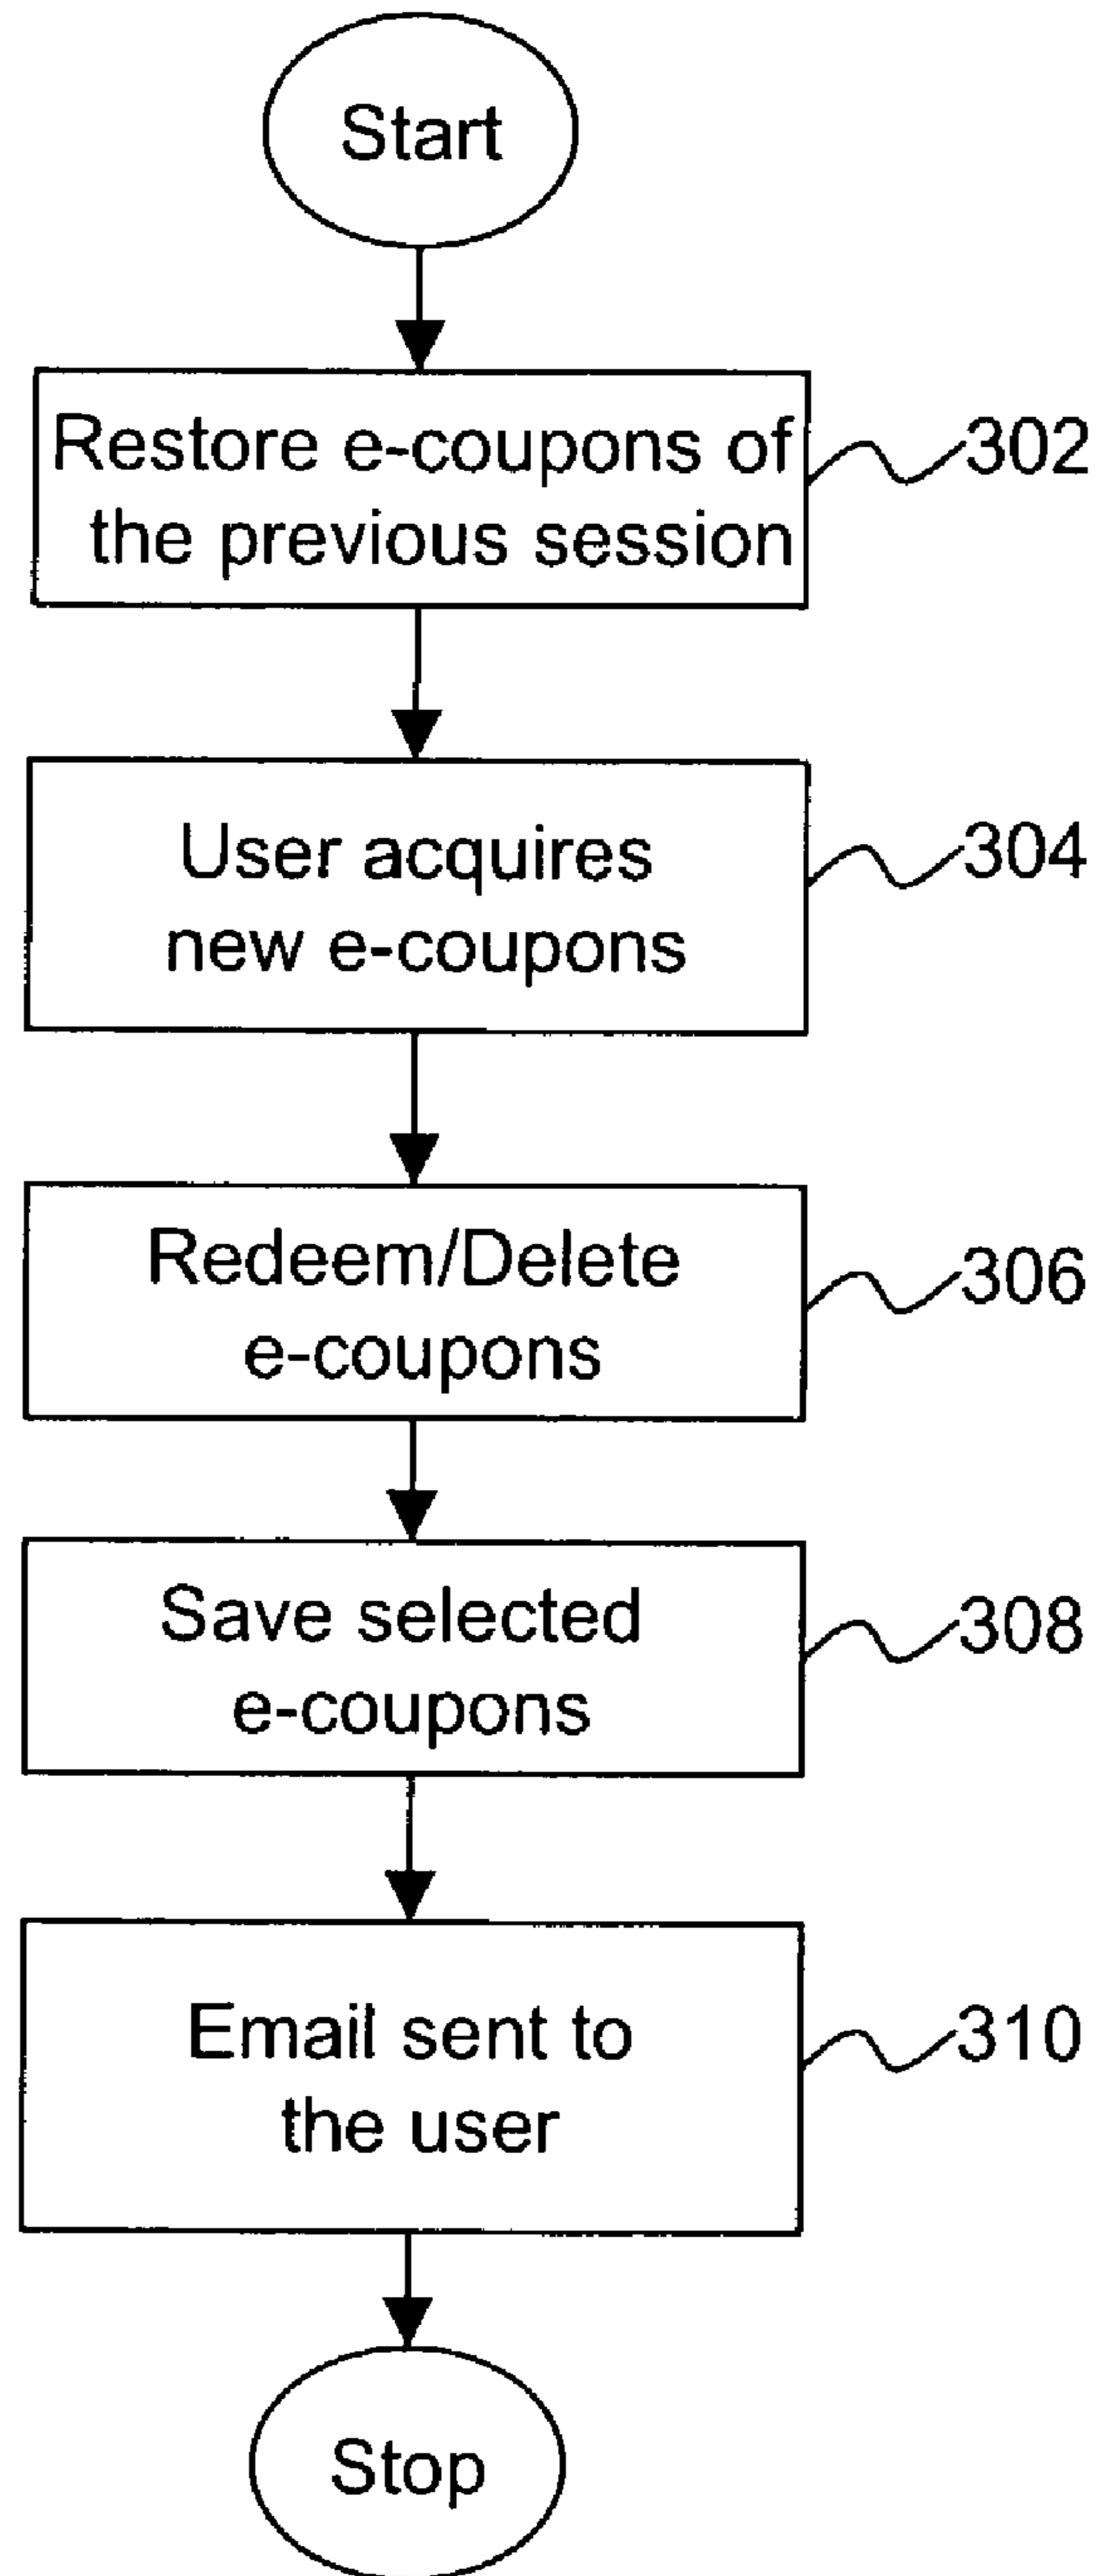 Start
Restore e-coupons of
the previous session
302
User acquires
new e-coupons
304
Redeem/Delete
e-coupons
306
Save selected
e-coupons
308
Email sent to
the user
310
Stop